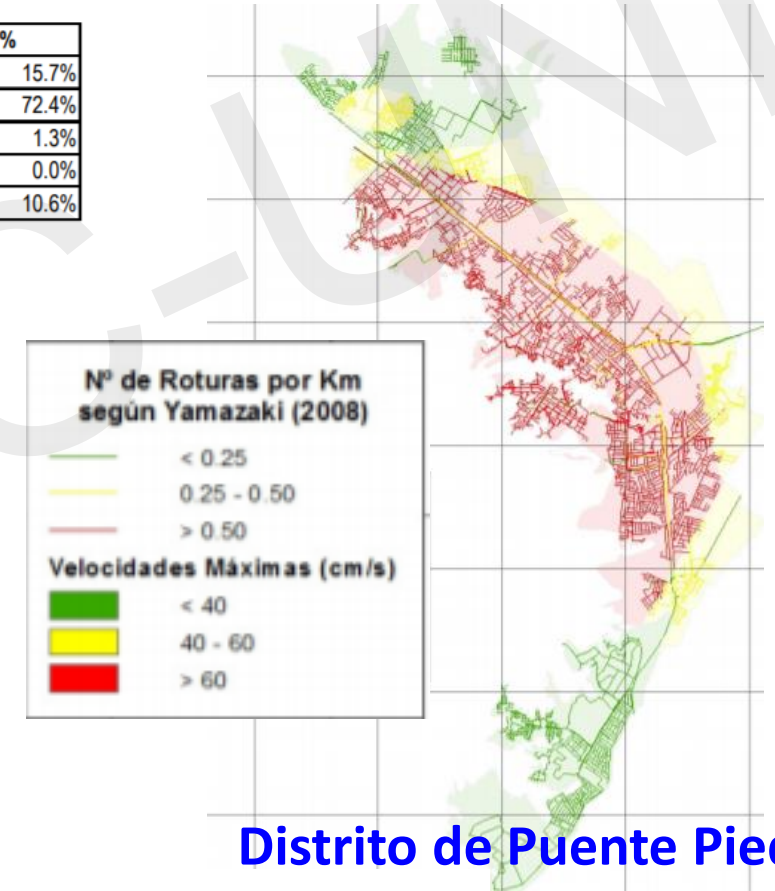 %
15.7%
72.4%
1.3%
0.0%
10.6%
Nº de Roturas por Km
según Yamazaki (2008)
< 0.25
0.25 - 0.50
> 0.50
Velocidades Máximas (cm/s)
< 40
40 - 60
> 60
Distrito de Puente